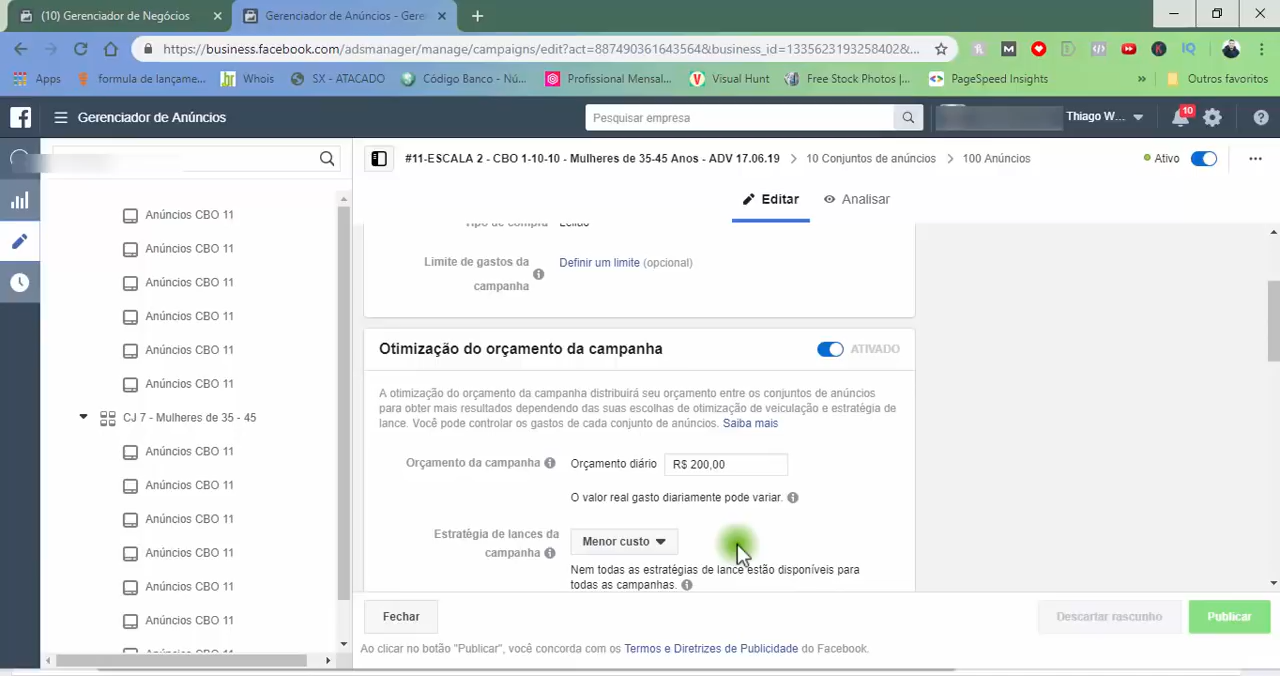 (10) Gerenciador de Negócios
Gerenciador de Anúncios - Geren
https://business.facebook.com/adsmanager/manage/campaigns/edit?act=887490361643564&business_id=133562319325840 2&...
Apps
formula de lançame...
hr
Whois
SX - ATACADO
Código Banco - Nú...
Profissional Mensal...
Visual Hunt
Free Stock Photos |...
PageSpeed Insights
»
Outros favoritos
Gerenciador de Anúncios
Pesquisar empresa
Thiago W...
10
#11-ESCALA 2 - CBO 1-10-10 - Mulheres de 35-45 Anos - ADV 17.06.19
10 Conjuntos de anúncios
100 Anúncios
Ativo
Editar
Analisar
Anúncios CBO 11
Anúncios CBO 11
Anúncios CBO 11
Anúncios CBO 11
Anúncios CBO 11
Anúncios CBO 11
CJ 7 - Mulheres de 35 - 45
Anúncios CBO 11
Anúncios CBO 11
Anúncios CBO 11
Anúncios CBO 11
Anúncios CBO 11
Anúncios CBO 11
Tipo de compra Leilão
Limite de gastos da
campanha
Definir um limite (opcional)
Otimização do orçamento da campanha
ATIVADO
A otimização do orçamento da campanha distribuirá seu orçamento entre os conjuntos de anúncios
para obter mais resultados dependendo das suas escolhas de otimização de veiculação e estratégia de
lance. Você pode controlar os gastos de cada conjunto de anúncios. Saiba mais
Orçamento da campanha
Orçamento diário
R$ 200,00
O valor real gasto diariamente pode variar.
Estratégia de lances da
campanha
Menor custo
Nem todas as estratégias de lance estão disponíveis para
todas as campanhas.
Fechar
Descartar rascunho
Publicar
Ao clicar no botão "Publicar", você concorda com os Termos e Diretrizes de Publicidade do Facebook.